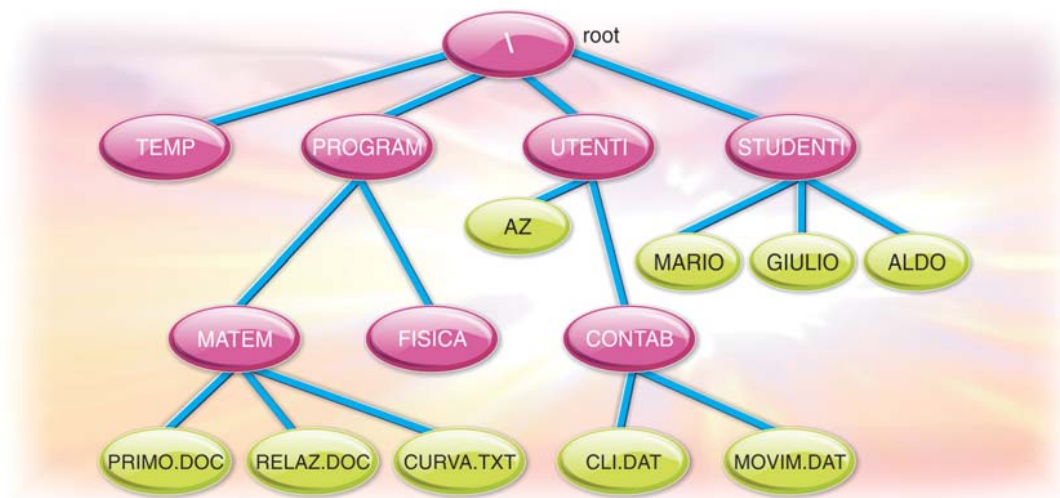 \ root
TEMP PROGRAM UTENTI STUDENTI
AZ
MARIO GIULIO ALDO
MATEM FISICA CONTAB
PRIMO.DOC RELAZ.DOC CURVA.TXT CLI.DAT MOVIM.DAT